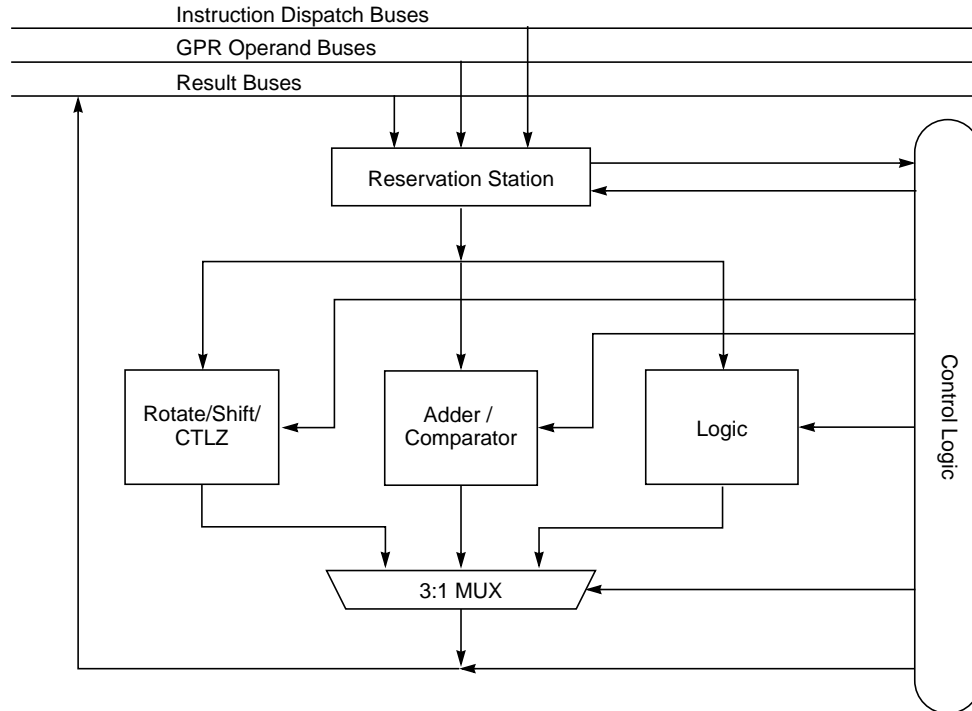 Instruction Dispatch Buses
GPR Operand Buses
Result Buses
Reservation Station
Rotate/Shift/
CTLZ
Adder /
Comparator
Logic
Control Logic
3:1 MUX